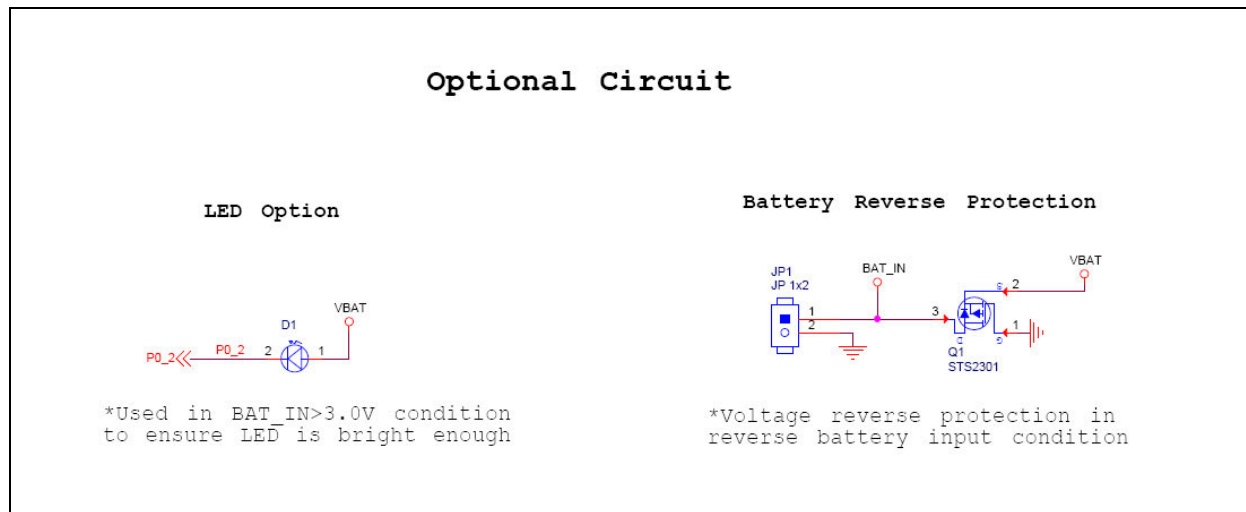 Optional Circuit
LED Option
VBAT
D1
P0_2
P0_2
2
1
*Used in BAT_IN>3.0V condition
to ensure LED is bright enough
Battery Reverse Protection
JP1
JP 1x2
BAT_IN
VBAT
1
2
3
S
2
D
G
1
Q1
STS2301
*Voltage reverse protection in
reverse battery input condition